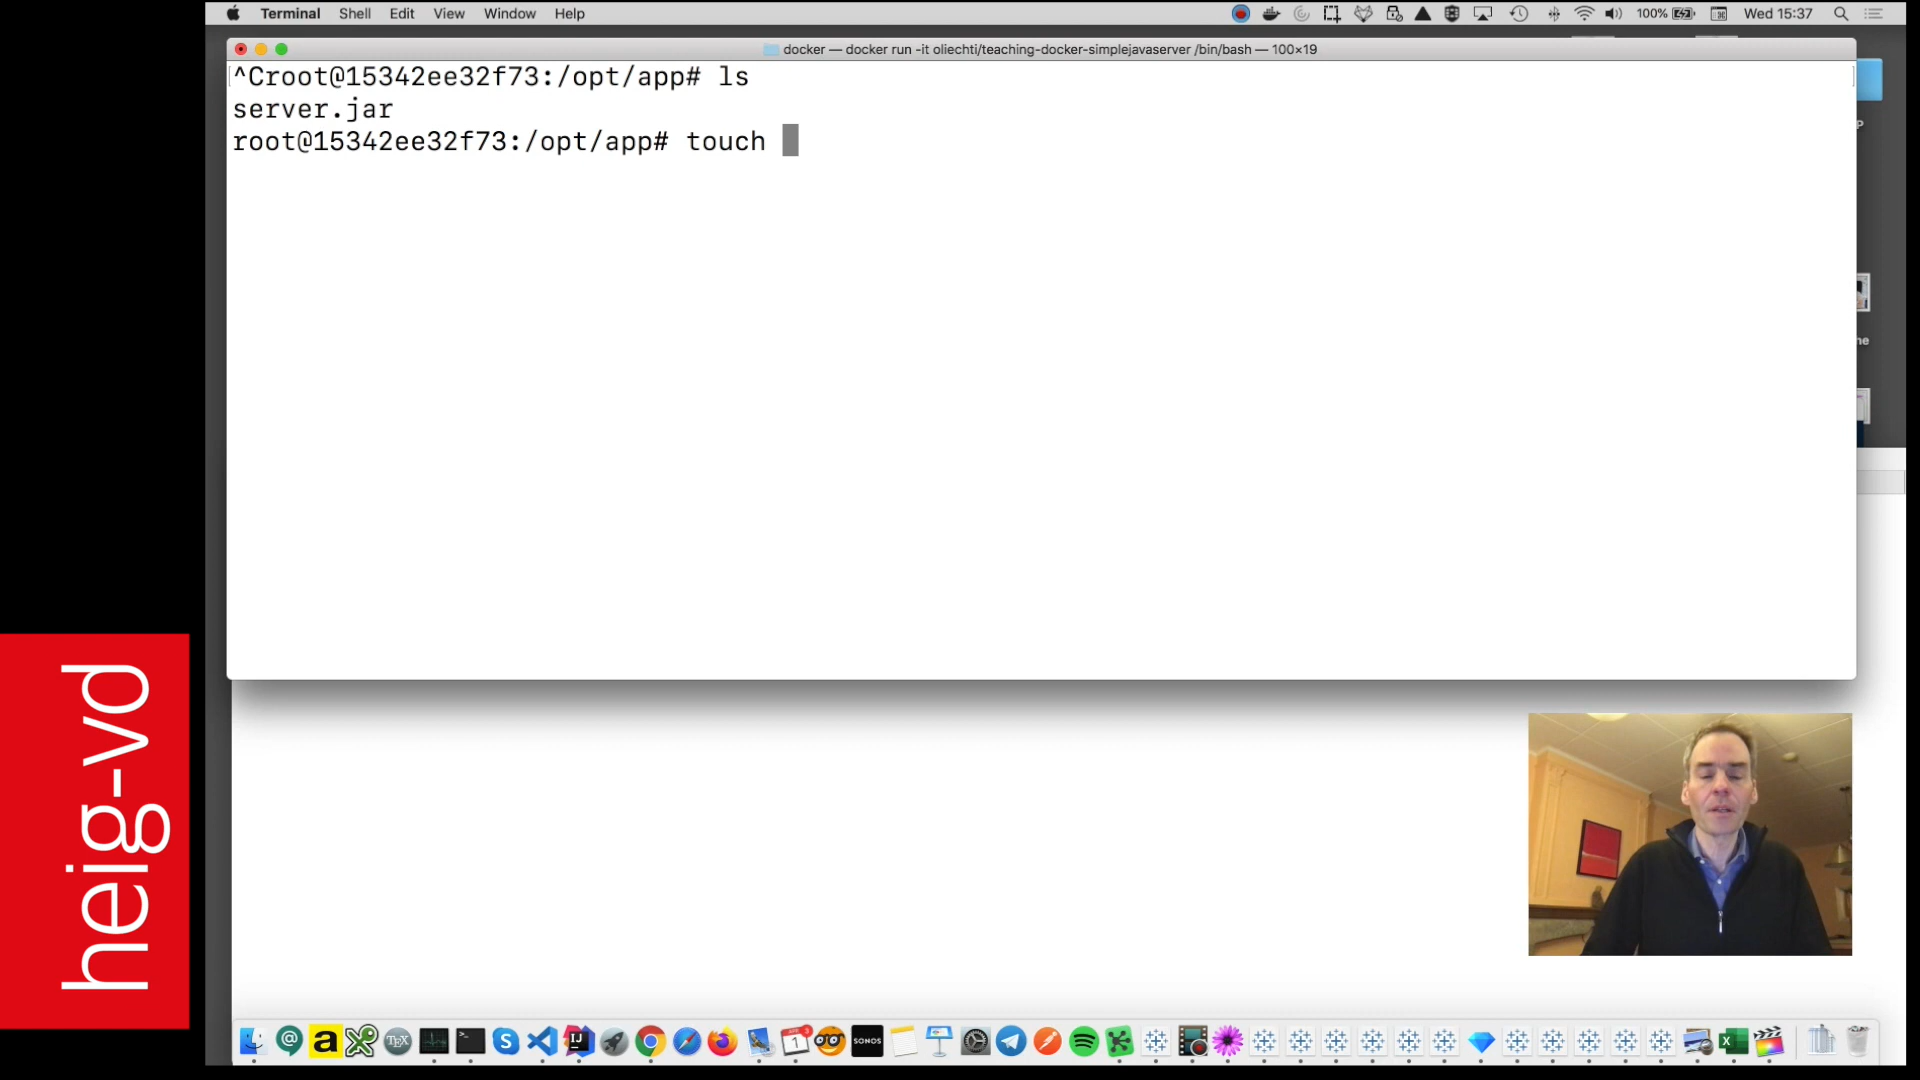 Terminal Shell Edit View Window Help
100% Wed 15:37
docker — docker run -it oliechti/teaching-docker-simplejavaserver /bin/bash — 100×19
^Croot@15342ee32f73:/opt/app# ls
server.jar
root@15342ee32f73:/opt/app# touch
heig-vd
SONOS